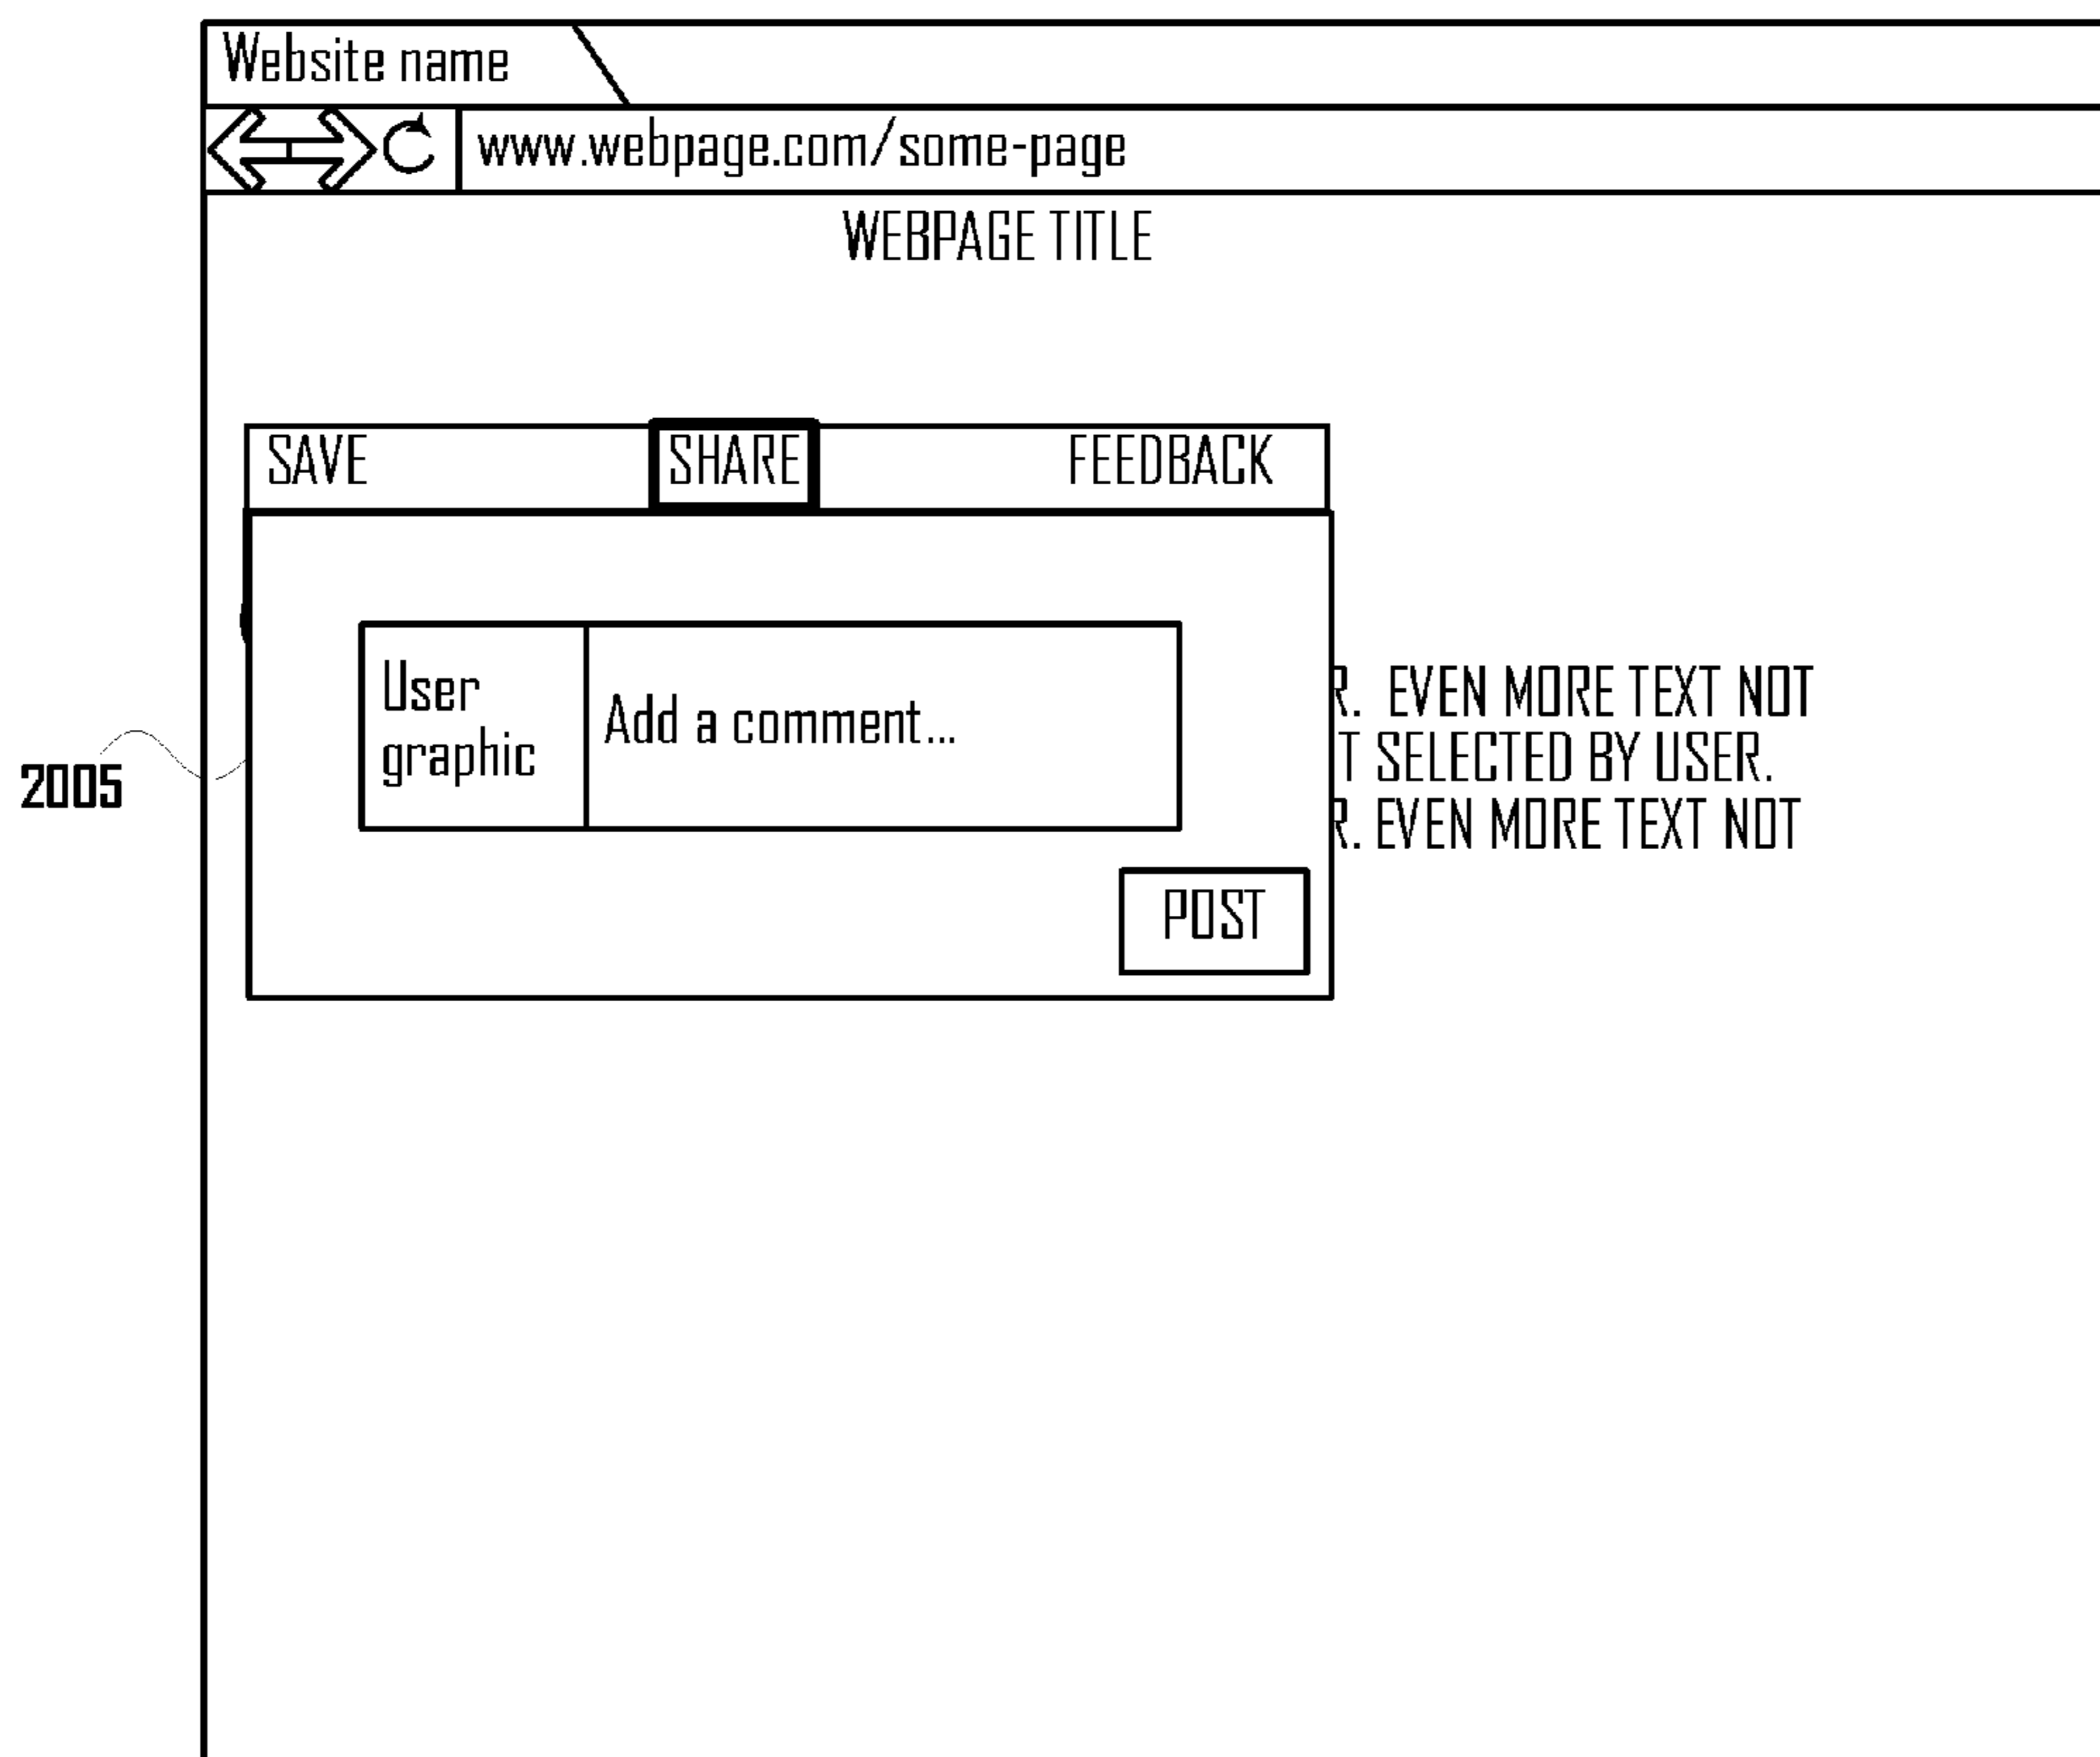 Website name
www.webpage.com/some-page
WEBPAGE TITLE
SAVE SHARE FEEDBACK
User
graphic
Add a comment...
R. EVEN MORE TEXT NOT
T SELECTED BY USER.
R. EVEN MORE TEXT NOT
2005
POST